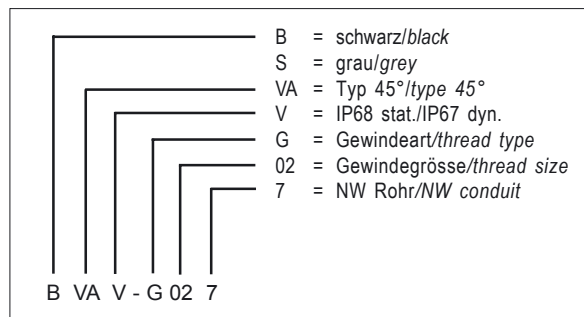 B = schwarz/black
S = grau/grey
VA = Typ 45°/type 45°
V = IP68 stat./IP67 dyn.
G = Gewindeart/thread type
02 = Gewindegrösse/thread size
7 = NW Rohr/NW conduit
B VA V - G 02 7